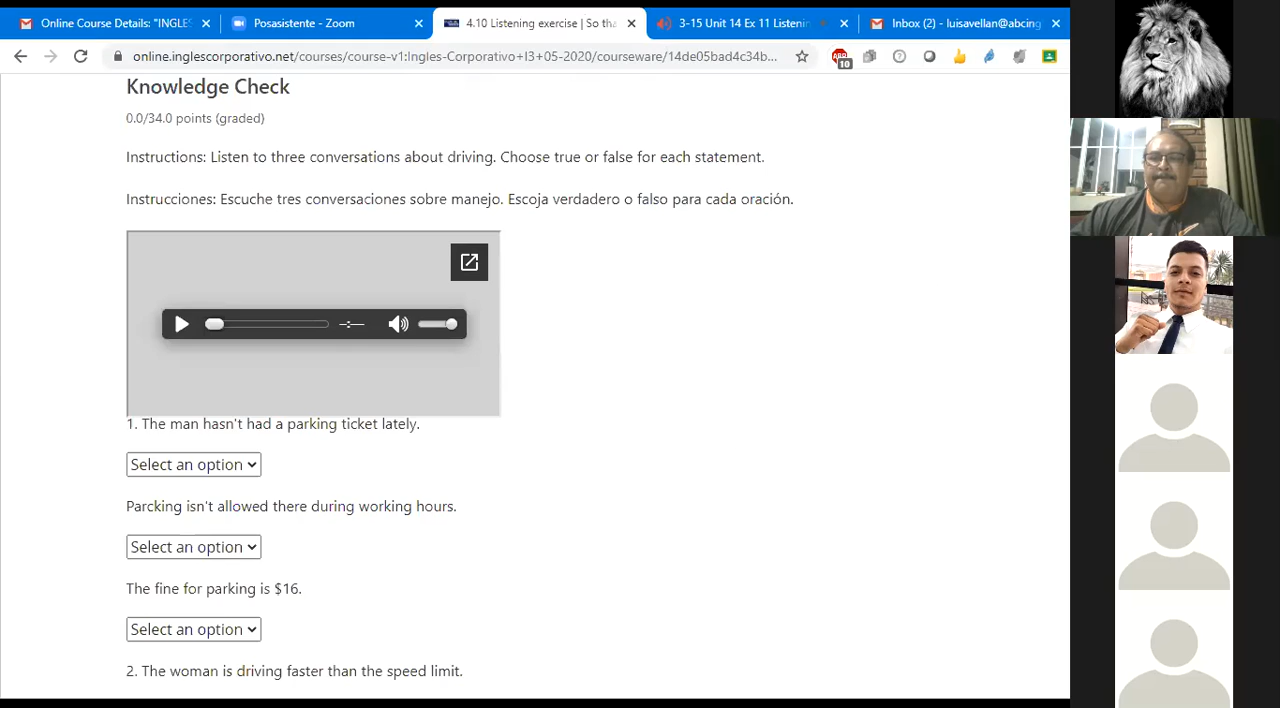 Online Course Details: "INGLES
Posasistente - Zoom
4.10 Listening exercise | So tha
3-15 Unit 14 Ex 11 Listenin
Inbox (2) - luisavellan@abcing
online.inglescorporativo.net/courses/course-v1:Ingles-Corporativo+I3+05-2020/courseware/14de05bad4c34b...
10
Knowledge Check
0.0/34.0 points (graded)
Instructions: Listen to three conversations about driving. Choose true or false for each statement.
Instrucciones: Escuche tres conversaciones sobre manejo. Escoja verdadero o falso para cada oración.
1. The man hasn't had a parking ticket lately.
Select an option
Parcking isn't allowed there during working hours.
Select an option
The fine for parking is $16.
Select an option
2. The woman is driving faster than the speed limit.